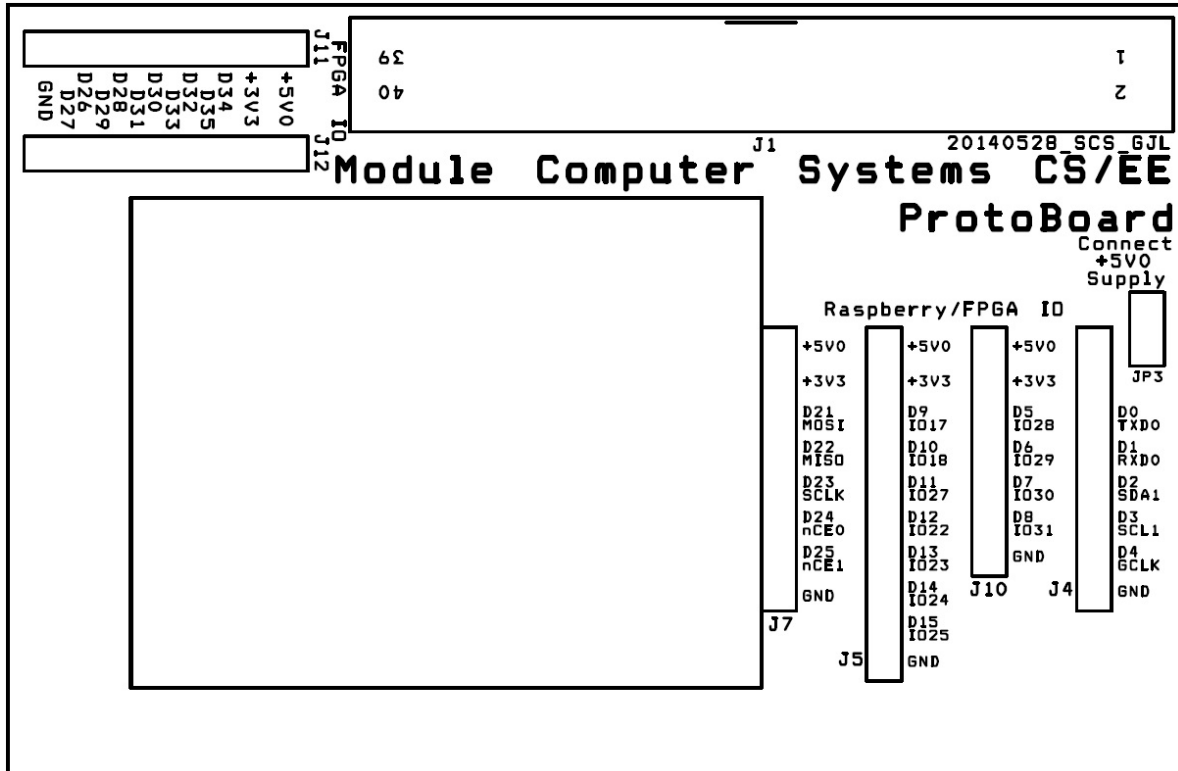 J11
FPGA IO
GND
D27
D26
D29
D28
D31
D30
D33
D32
D35
D34
+3V3
+5V0
J12
39
40
1
2
J1
20140528_SCS_GJL
Module Computer Systems CS/EE
ProtoBoard
Connect
+5V0
Supply
JP3
Raspberry/FPGA IO
+5V0
+3V3
D21
MOSI
D22
MISO
D23
SCLK
D24
nCE0
D25
nCE1
GND
J7
+5V0
+3V3
D9
IO17
D10
IO18
D11
IO27
D12
IO22
D13
IO23
D14
IO24
D15
IO25
GND
J5
+5V0
+3V3
D5
IO28
D6
IO29
D7
IO30
D8
IO31
GND
J10
D0
TXD0
D1
RXD0
D2
SDA1
D3
SCL1
D4
GCLK
GND
J4